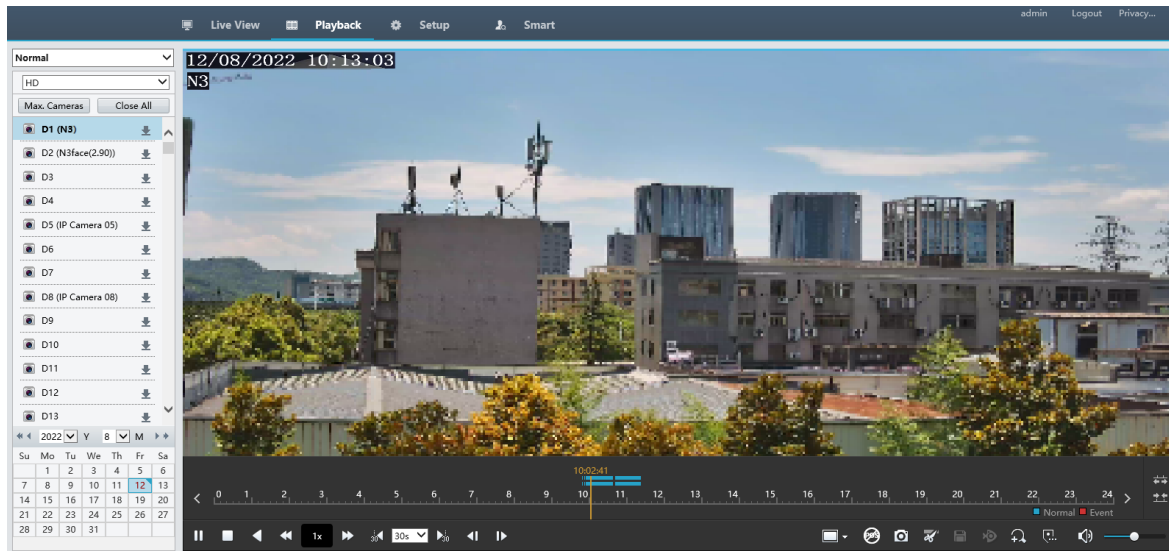 admin Logout Privacy...
Live View Playback Setup Smart
Normal
HD
Max. Cameras Close All
D1 (N3)
D2 (N3face(2.90))
D3
D4
D5 (IP Camera 05)
D6
D7
D8 (IP Camera 08)
D9
D10
D11
D12
D13
2022 Y 8 M
Su Mo Tu We Th Fr Sa
1 2 3 4 5 6
7 8 9 10 11 12 13
14 15 16 17 18 19 20
21 22 23 24 25 26 27
28 29 30 31
12/08/2022 10:13:03
N3
10:02:41
0 1 2 3 4 5 6 7 8 9 10 11 12 13 14 15 16 17 18 19 20 21 22 23 24
Normal Event
1x 30 30s 30 POS